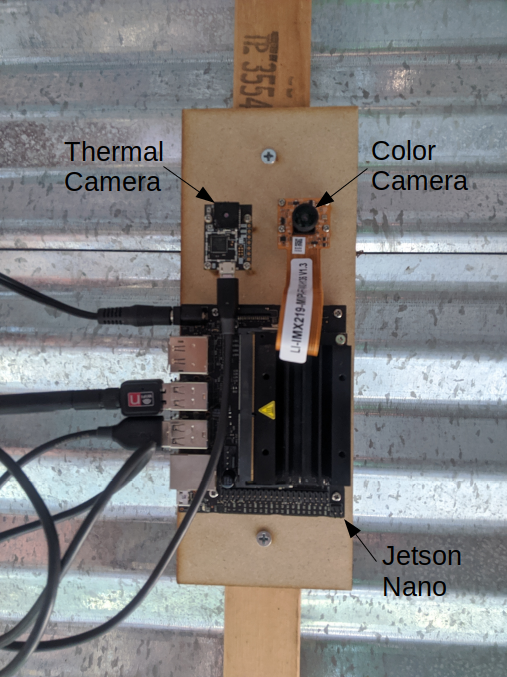 TP 3554
Thermal
Camera
Color
Camera
LI-IMX219-MIPI-FF-NANO V1.3
Jetson
Nano